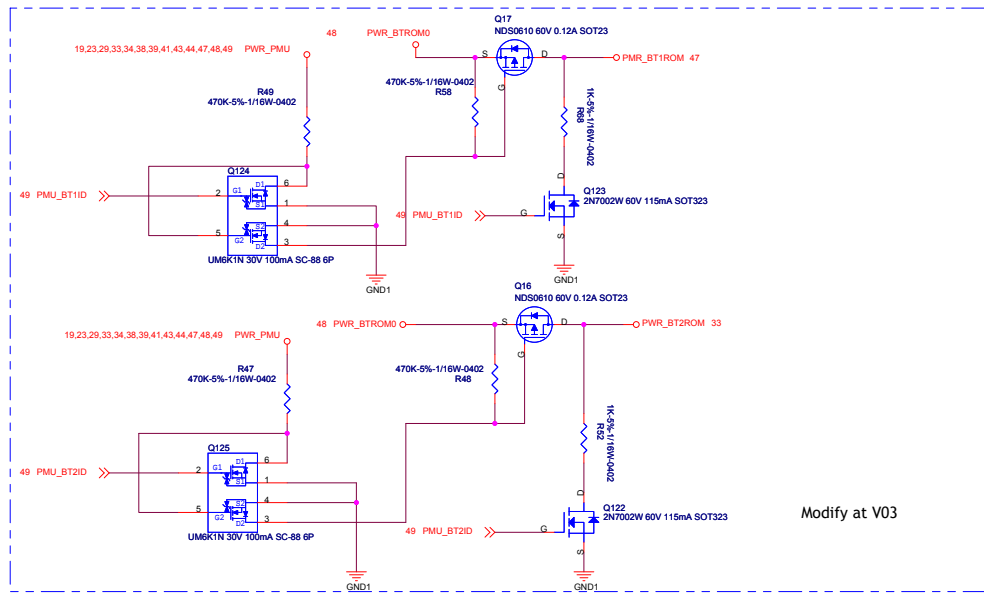 Q17
NDS0610 60V 0.12A SOT23
48 PWR_BTROM0
19,23,29,33,34,38,39,41,43,44,47,48,49 PWR_PMU
S
D
G
PMR_BT1ROM 47
470K-5%-1/16W-0402
R58
R49
470K-5%-1/16W-0402
1K-5%-1/16W-0402
R68
Q124
49 PMU_BT1ID
2
G1
D1
6
S1
1
S2
4
5
G2
D2
3
UM6K1N 30V 100mA SC-88 6P
GND1
D
Q123
2N7002W 60V 115mA SOT323
49 PMU_BT1ID
G
S
GND1
Q16
NDS0610 60V 0.12A SOT23
48 PWR_BTROM0
S
D
G
PWR_BT2ROM 33
19,23,29,33,34,38,39,41,43,44,47,48,49 PWR_PMU
R47
470K-5%-1/16W-0402
470K-5%-1/16W-0402
R48
1K-5%-1/16W-0402
R52
Q125
49 PMU_BT2ID
2
G1
D1
6
S1
1
S2
4
5
G2
D2
3
UM6K1N 30V 100mA SC-88 6P
GND1
D
Q122
2N7002W 60V 115mA SOT323
49 PMU_BT2ID
G
S
GND1
Modify at V03